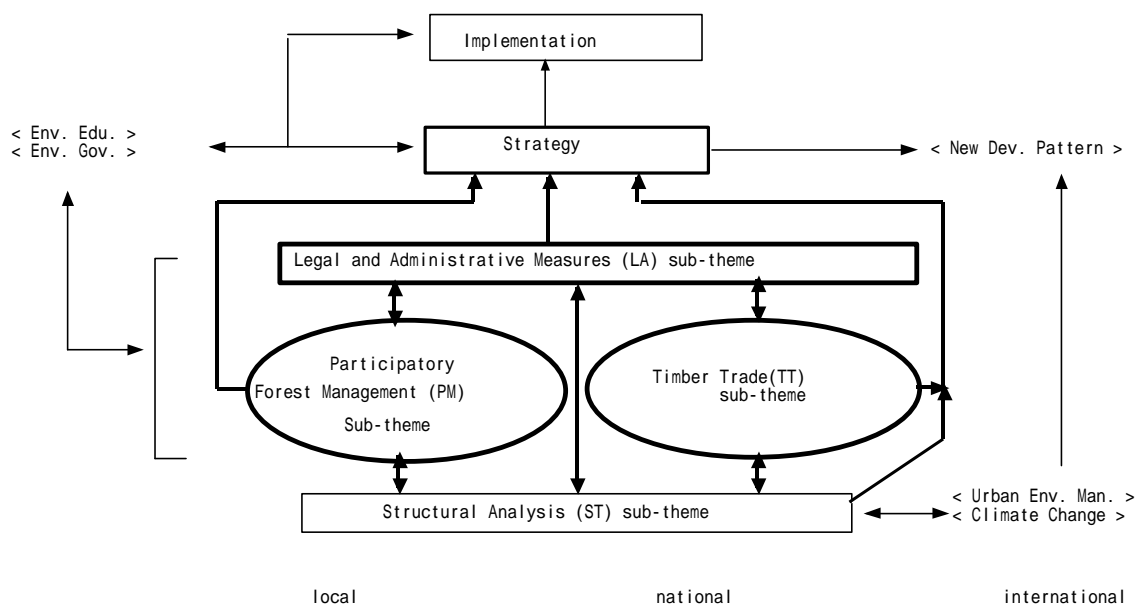 Implementation
< Env. Edu. >
< Env. Gov. >
Strategy
< New Dev. Pattern >
Legal and Administrative Measures (LA) sub-theme
Participatory
Forest Management (PM)
Sub-theme
Timber Trade(TT)
sub-theme
Structural Analysis (ST) sub-theme
< Urban Env. Man. >
< Climate Change >
local national international